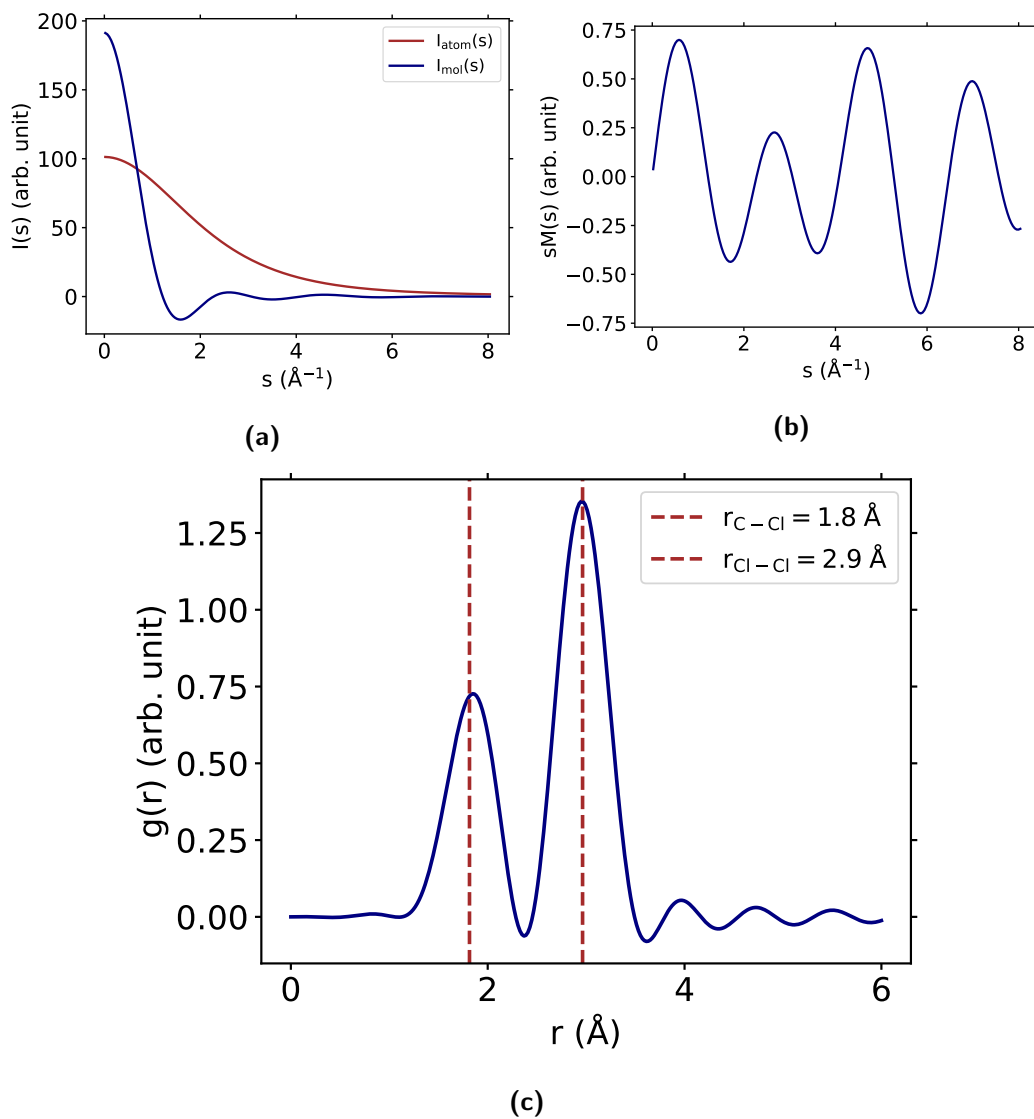 200
150
100
50
0
I(s) (arb. unit)
I_atom(s)
I_mol(s)
0 2 4 6 8
s (Å⁻¹)
(a)
0.75
0.50
0.25
0.00
−0.25
−0.50
−0.75
sM(s) (arb. unit)
0 2 4 6 8
s (Å⁻¹)
(b)
1.25
1.00
0.75
0.50
0.25
0.00
g(r) (arb. unit)
r_C−Cl = 1.8 Å
r_Cl−Cl = 2.9 Å
0 2 4 6
r (Å)
(c)